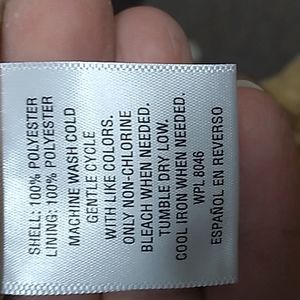 SHELL: 100% POLYESTER
LINING: 100% POLYESTER
MACHINE WASH COLD
GENTLE CYCLE
WITH LIKE COLORS.
ONLY NON-CHLORINE
BLEACH WHEN NEEDED.
TUMBLE DRY LOW.
COOL IRON WHEN NEEDED.
WPL 8046
ESPAÑOL EN REVERSO